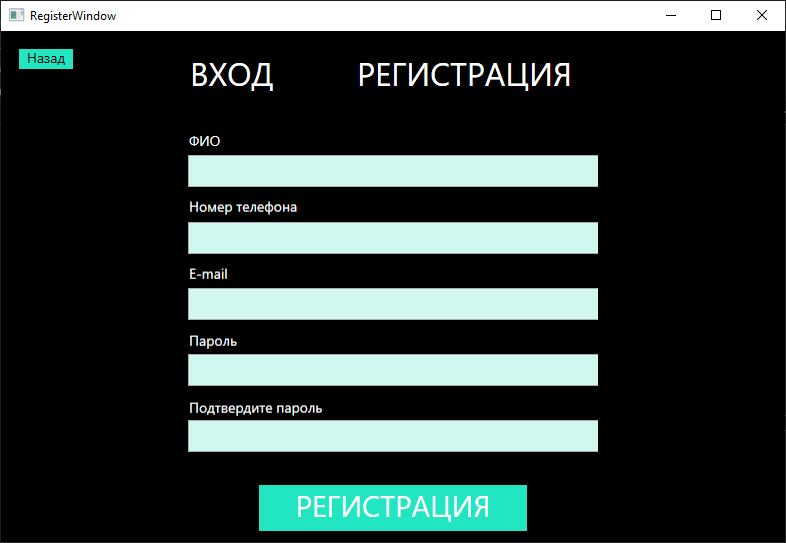 RegisterWindow
Назад
ВХОД РЕГИСТРАЦИЯ
ФИО
Номер телефона
E-mail
Пароль
Подтвердите пароль
РЕГИСТРАЦИЯ